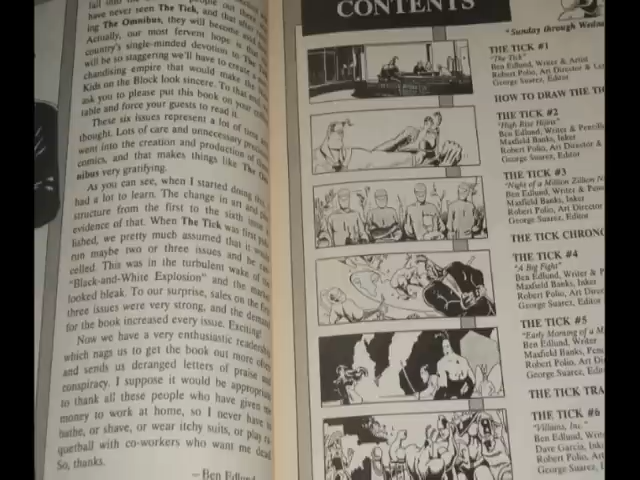 have never seen The Tick, and that
ing The Omnibus, they will become
Actually, our most fervent hope is
country's single-minded devotion to The
will be so staggering we'll have to create a
chandising empire that would make the
Kids on the Block look sincere. To that end
ask you to please put this book on your
table and force your guests to read it.
These six issues represent a lot of time and
thought. Lots of care and unnecessary
went into the creation and production of
comics, and that makes things like The Om
nibus very gratifying.
As you can see, when I started doing this
had a lot to learn. The change in art and
structure from the first to the sixth issue is
evidence of that. When The Tick was first pub
lished, we pretty much assumed that it would
run maybe two or three issues and be can
celled. This was in the turbulent wake of the
"Black-and-White Explosion" and the market
looked bleak. To our surprise, sales on the first
three issues were very strong, and the demand
for the book increased every issue. Exciting!
Now we have a very enthusiastic readership
which nags us to get the book out more often
and sends us deranged letters of praise and
conspiracy. I suppose it would be appropriate
to thank all these people who have given me
money to work at home, so I never have to
bathe, or shave, or wear itchy suits, or play ra
quetball with co-workers who want me dead.
So, thanks.
— Ben Edlund
CONTENTS
"Sunday through Wedne
THE TICK #1
"The Tick"
Ben Edlund, Writer & Artist
Robert Polio, Art Director & Let
George Suarez, Editor
HOW TO DRAW THE TI
THE TICK #2
"High Rise Hijinx"
Ben Edlund, Writer & Pencill
Maxfield Banks, Inker
Robert Polio, Art Director &
George Suarez, Editor
THE TICK #3
"Night of a Million Zillion N
Ben Edlund, Writer & Penc
Maxfield Banks, Inker
Robert Polio, Art Director
George Suarez, Editor
THE TICK CHRONO
THE TICK #4
"A Big Fight"
Ben Edlund, Writer & P
Maxfield Banks, Inker
Robert Polio, Art Direc
George Suarez, Editor
THE TICK #5
"Early Morning of a M
Ben Edlund, Writer
Maxfield Banks, Penc
Robert Polio, Art Dire
George Suarez, Edit
THE TICK TRA
THE TICK #6
"Villains, Inc."
Ben Edlund, Writ
Dave Garcia, Ink
Robert Polio, Art
George Suarez, E